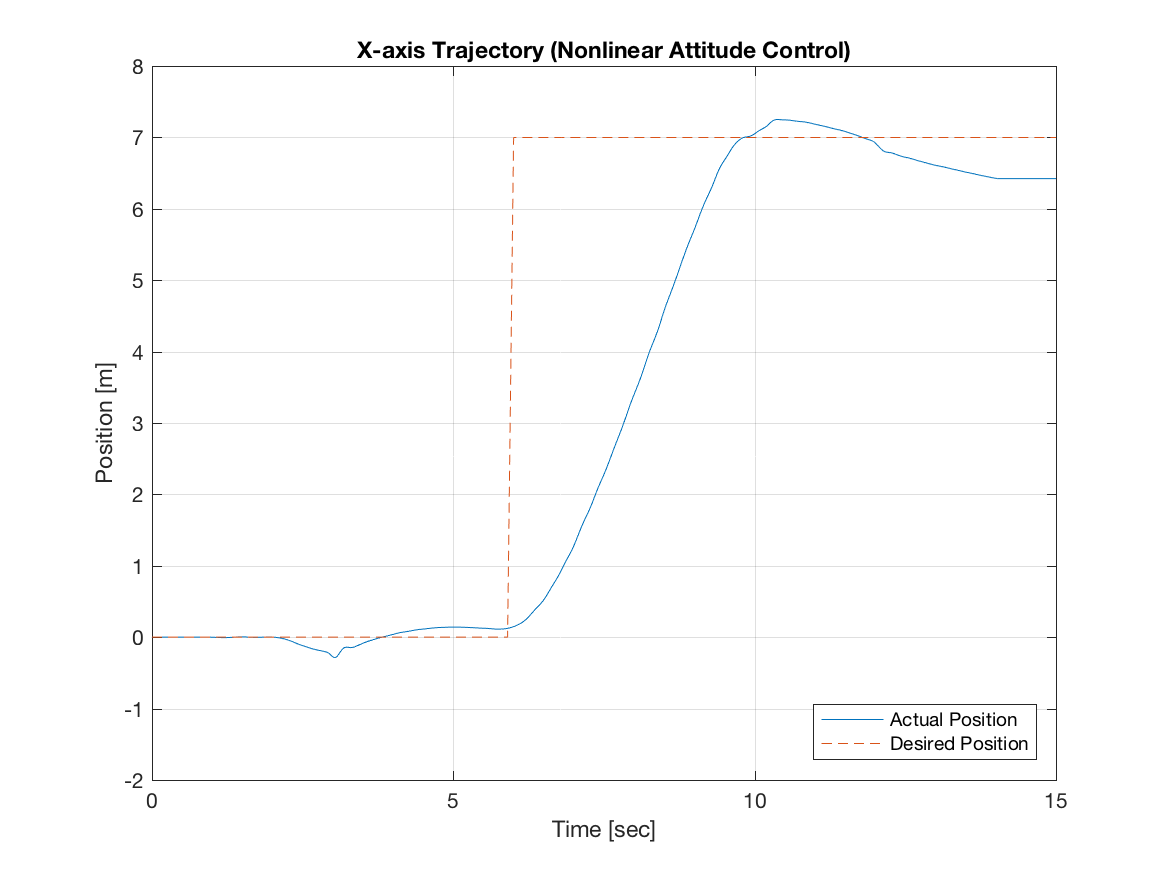 X-axis Trajectory (Nonlinear Attitude Control)
8
7
6
5
4
3
2
1
0
-1
-2
Position [m]
0 5 10 15
Time [sec]
Actual Position
Desired Position